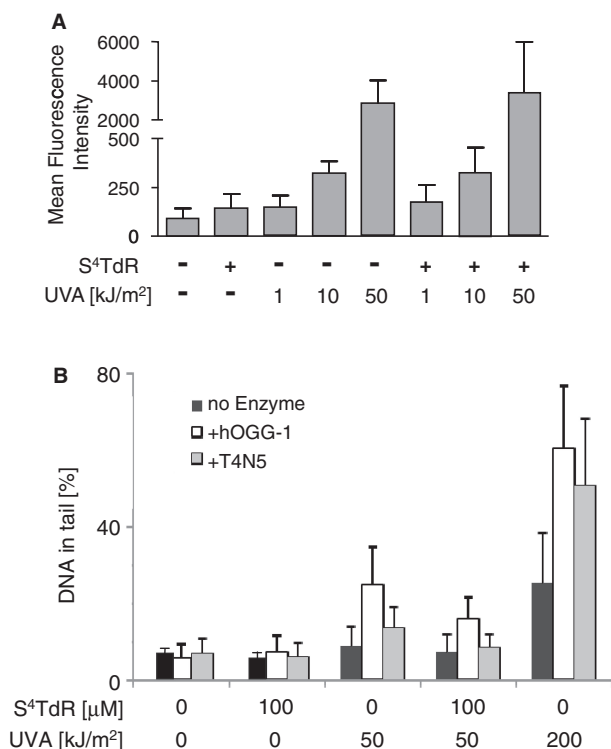 A
Mean Fluorescence
Intensity
6000
4000
2000
500
250
0
S⁴TdR - + - - - + + +
UVA [kJ/m²] - - 1 10 50 1 10 50
B
DNA in tail [%]
80
40
0
no Enzyme
+hOGG-1
+T4N5
S⁴TdR [µM] 0 100 0 100 0
UVA [kJ/m²] 0 0 50 50 200